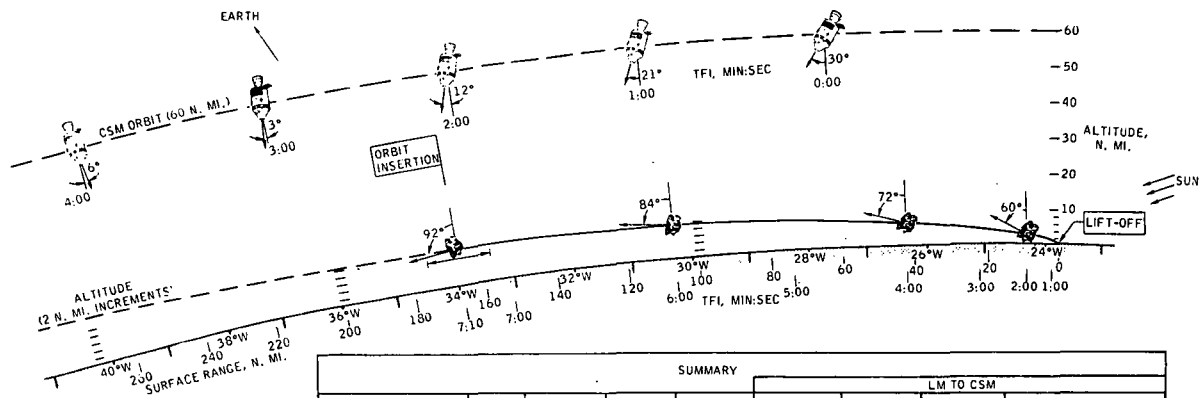 EARTH
60
30°
TFI, MIN:SEC
0:00
50
21°
1:00
12°
2:00
40
CSM ORBIT (60 N. MI.)
3°
3:00
30
ALTITUDE,
N. MI.
ORBIT
INSERTION
6°
4:00
20
SUN
84°
72°
60°
10
92°
LIFT-OFF
ALTITUDE
(2 N. MI. INCREMENTS
40°W
38°W
36°W
34°W
32°W
30°W
28°W
26°W
24°W
260
240
220
200
180
160
140
120
100
80
60
40
20
0
7:10
7:00
6:00
5:00
4:00
3:00
2:00
1:00
TFI, MIN:SEC
SURFACE RANGE, N. MI.
SUMMARY
LM TO CSM